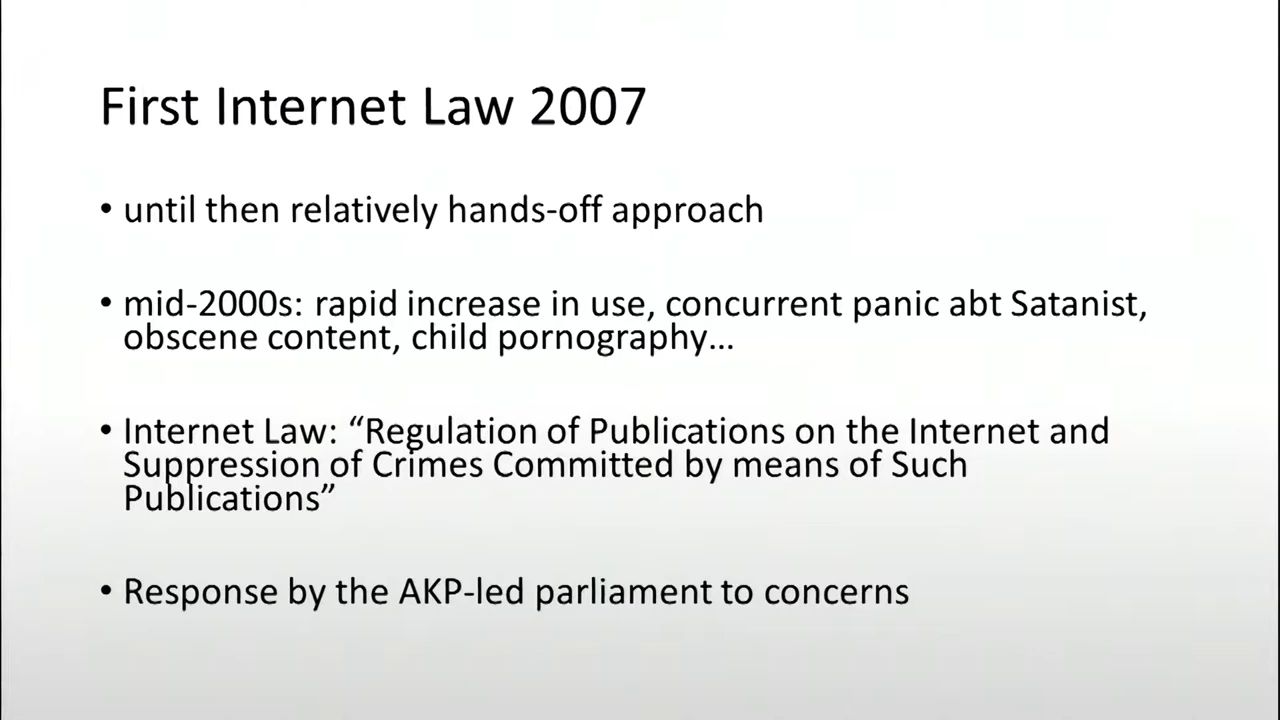 First Internet Law 2007
• until then relatively hands-off approach
• mid-2000s: rapid increase in use, concurrent panic abt Satanist,
obscene content, child pornography...
• Internet Law: “Regulation of Publications on the Internet and
Suppression of Crimes Committed by means of Such
Publications”
• Response by the AKP-led parliament to concerns